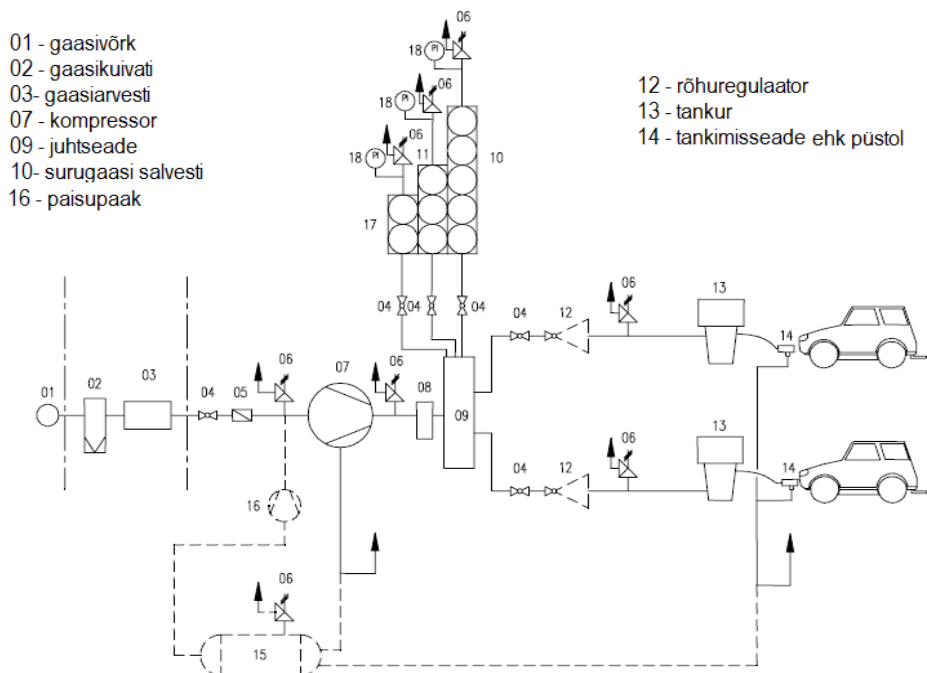 01 - gaasivõrk
02 - gaasikuivati
03- gaasiarvesti
07 - kompressor
09 - juhtseade
10- surugaasi salvesti
16 - paisupaak
12 - rõhuregulaator
13 - tankur
14 - tankimisseade ehk püstol
06
18 PI
06
18 PI
06
18 PI
11
10
17
04 04 04
06
13
04 12
14
01
02
03
04
05
06
07
06
08
09
06
13
04 12
14
16
06
15